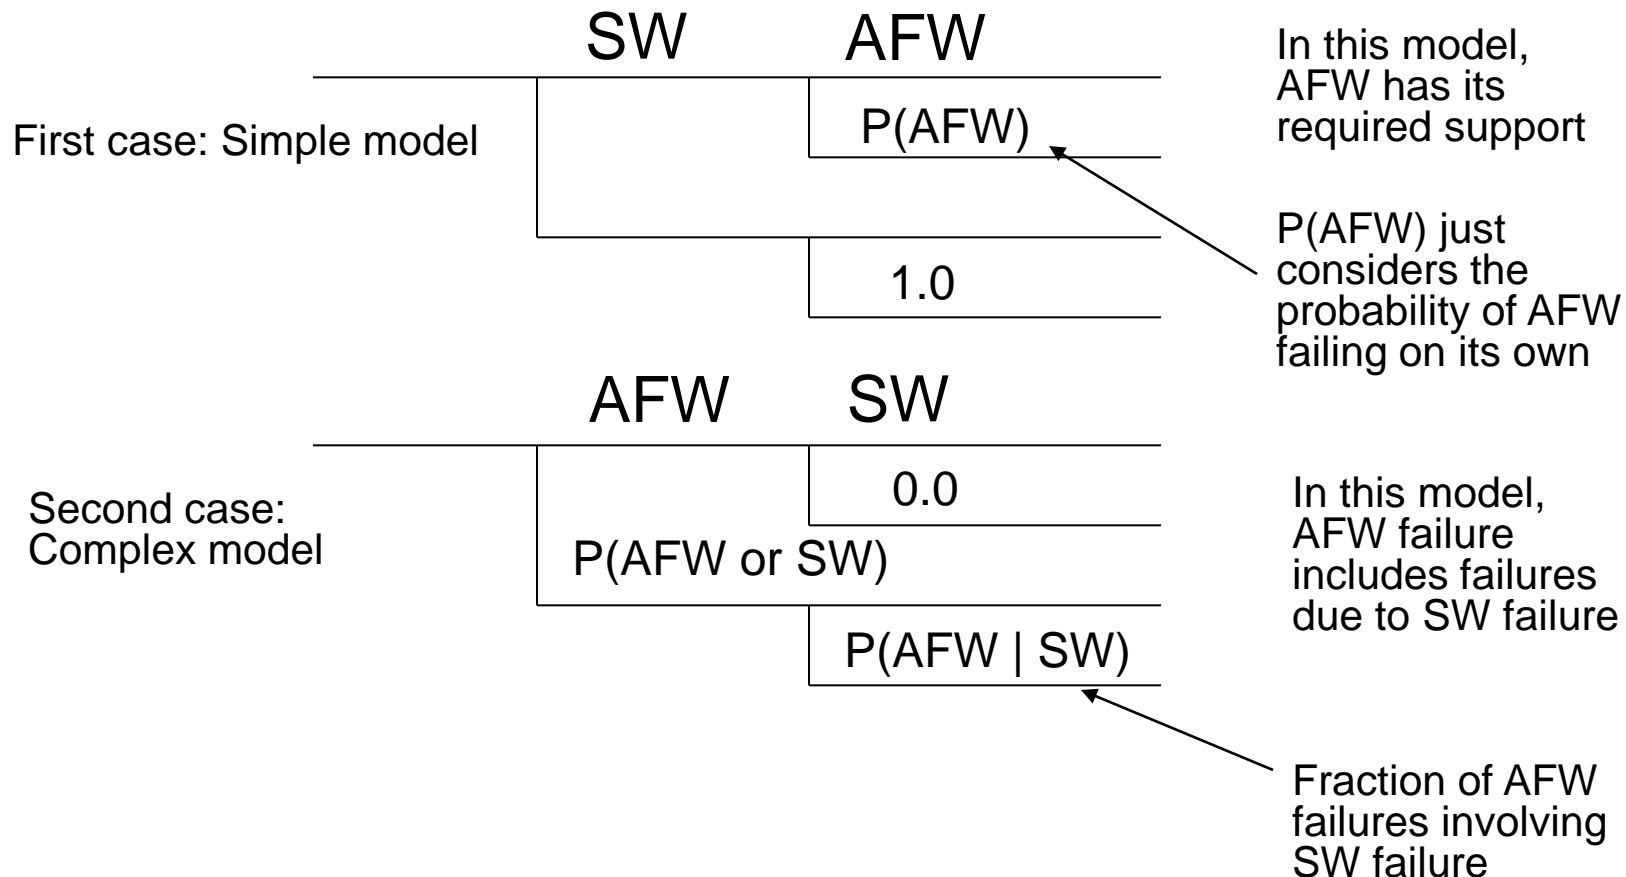 SW AFW
In this model,
AFW has its
required support
First case: Simple model
P(AFW)
1.0
P(AFW) just
considers the
probability of AFW
failing on its own
AFW SW
Second case:
Complex model
0.0
P(AFW or SW)
P(AFW | SW)
In this model,
AFW failure
includes failures
due to SW failure
Fraction of AFW
failures involving
SW failure